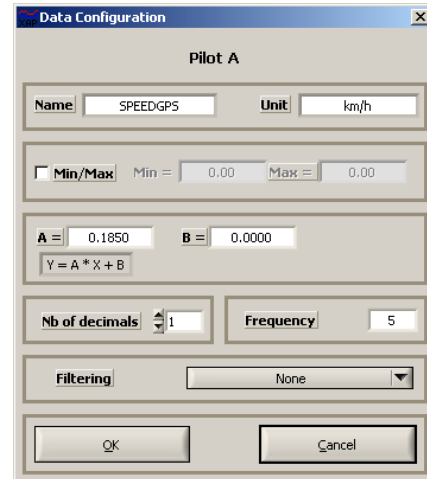 XAP Data Configuration
Pilot A
Name SPEEDGPS Unit km/h
Min/Max Min = 0.00 Max = 0.00
A = 0.1850 B = 0.0000
Y = A * X + B
Nb of decimals 1 Frequency 5
Filtering None
OK Cancel